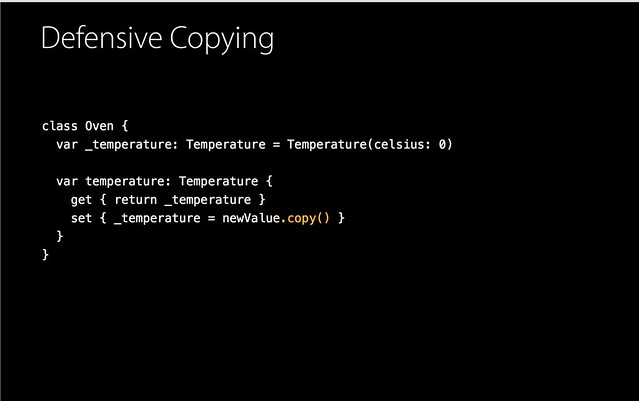 Defensive Copying
class Oven {
var _temperature: Temperature = Temperature(celsius: 0)
var temperature: Temperature {
get { return _temperature }
set { _temperature = newValue.copy() }
}
}